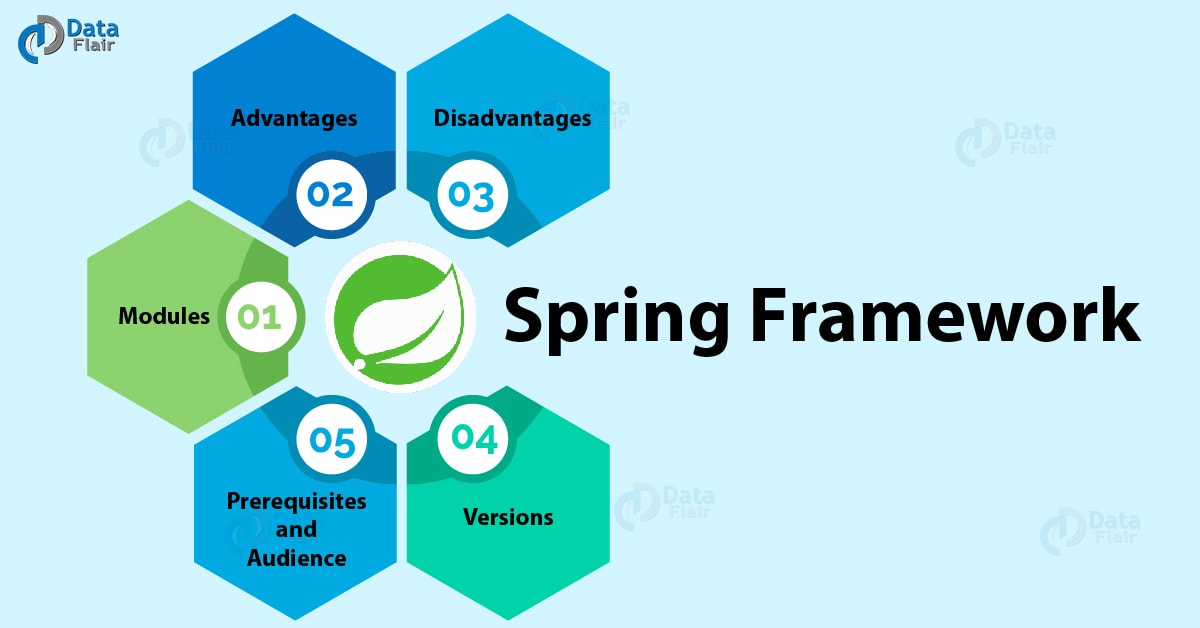 Data
Flair
Advantages
02
Disadvantages
03
Data
Flair
Data
Flair
Data
Flair
Modules
01
Spring Framework
05
Prerequisites
and
Audience
04
Versions
Data
Flair
Data
Flair